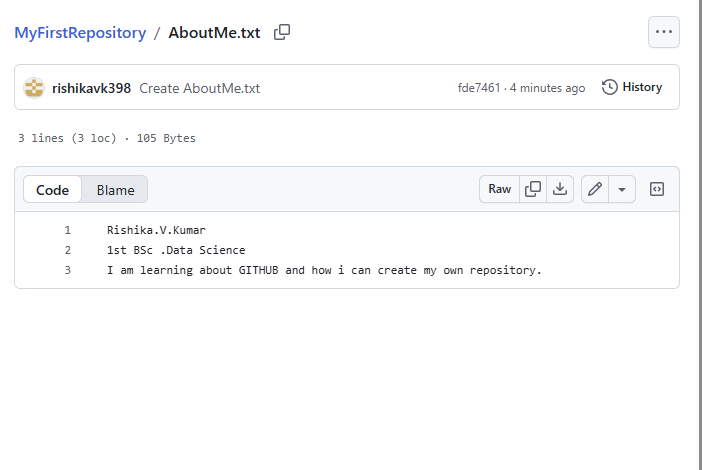 MyFirstRepository / AboutMe.txt
rishikavk398 Create AboutMe.txt fde7461 · 4 minutes ago History
3 lines (3 loc) · 105 Bytes
Code Blame Raw
1 Rishika.V.Kumar
2 1st BSc .Data Science
3 I am learning about GITHUB and how i can create my own repository.